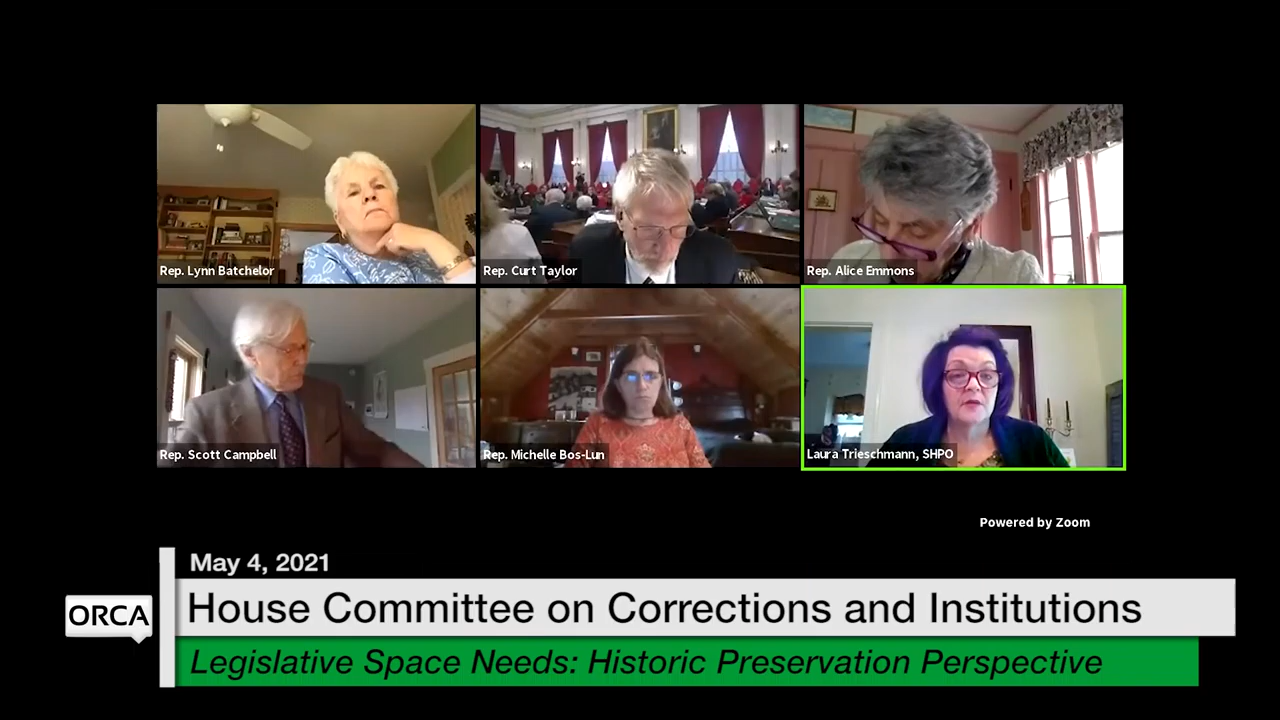 Rep. Lynn Batchelor
Rep. Curt Taylor
Rep. Alice Emmons
Rep. Scott Campbell
Rep. Michelle Bos-Lun
Laura Trieschmann, SHPO
Powered by Zoom
May 4, 2021
ORCA
House Committee on Corrections and Institutions
Legislative Space Needs: Historic Preservation Perspective